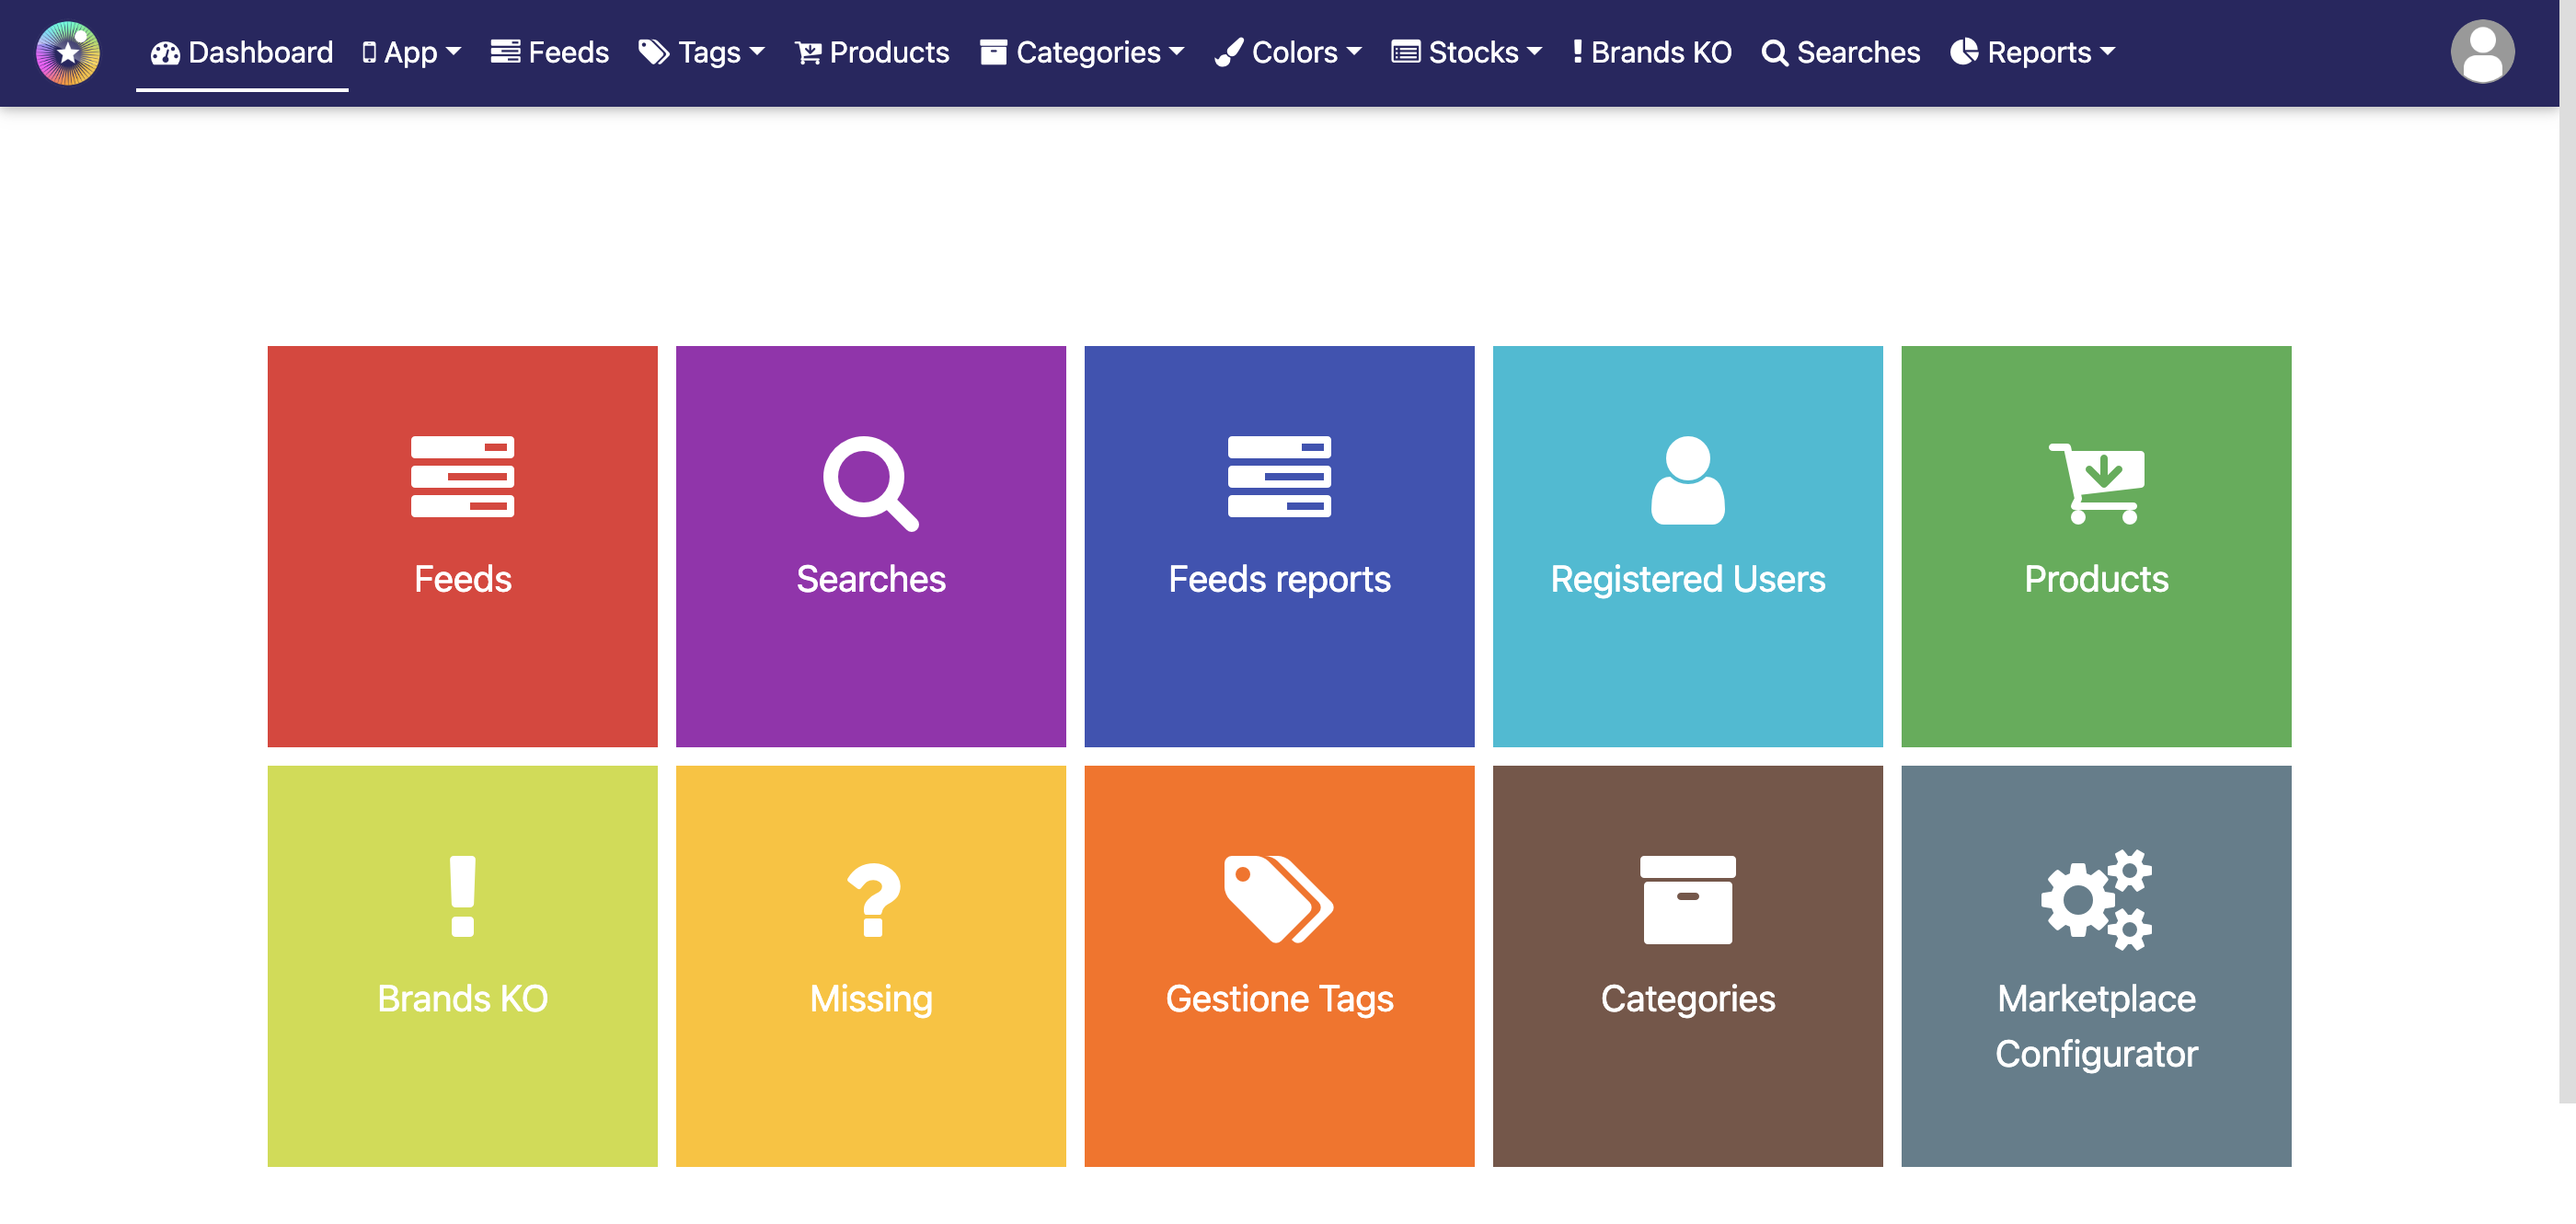 Dashboard App Feeds Tags Products Categories Colors Stocks Brands KO Searches Reports
Feeds
Searches
Feeds reports
Registered Users
Products
Brands KO
Missing
Gestione Tags
Categories
Marketplace
Configurator